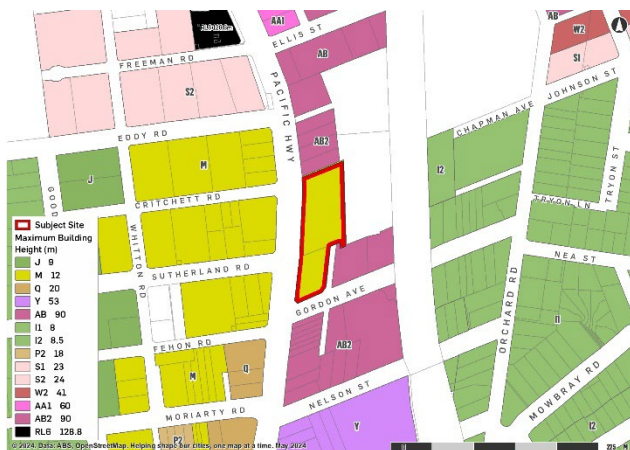 AA1
ELLIS ST
AB
W2
S1
AB
FREEMAN RD
S2
PACIFIC HWY
JOHNSON ST
CHAPMAN AVE
EDDY RD
AB2
I2
J
M
GOOD
CRITCHETT RD
WHITTON RD
TRYON LN
TRYON ST
NEA ST
SUTHERLAND RD
GORDON AVE
ORCHARD RD
I1
AB2
FEHON RD
M
Q
MOWBRAY RD
NELSON ST
MORIARTY RD
P2
Y
I2
Subject Site
Maximum Building
Height (m)
J 9
M 12
Q 20
Y 53
AB 90
I1 8
I2 8.5
P2 18
S1 23
S2 24
W2 41
AA1 60
AB2 90
RL6 128.8
© 2024. Data: ABS, OpenStreetMap. Helping shape our cities, one map at a time. May 2024
225 M